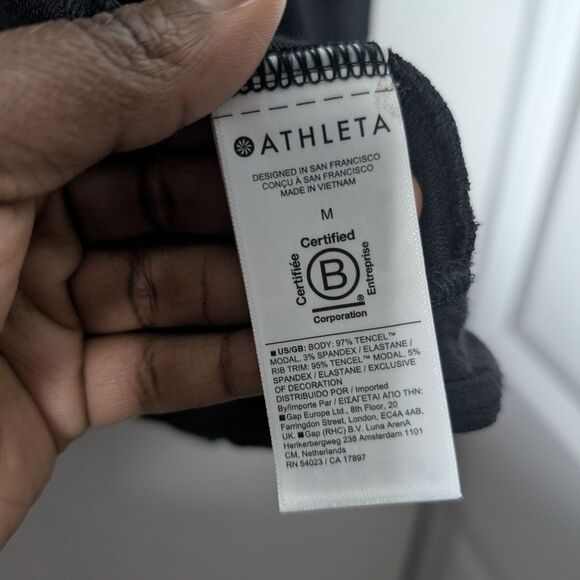 ATHLETA
DESIGNED IN SAN FRANCISCO
CONÇU À SAN FRANCISCO
MADE IN VIETNAM
M
Certified
Certifiée
B
Entreprise
®
Corporation
■ US/GB: BODY: 97% TENCEL™
MODAL, 3% SPANDEX / ELASTANE /
RIB TRIM: 95% TENCEL™ MODAL, 5%
SPANDEX / ELASTANE / EXCLUSIVE
OF DECORATION
DISTRIBUIDO POR / Imported
By/Importe Par / ΕΙΣΑΓΕΤΑΙ ΑΠΟ ΤΗΝ:
■Gap Europe Ltd., 8th Floor, 20
Farringdon Street, London, EC4A 4AB,
UK. ■Gap (RHC) B.V. Luna ArenA
Herikerbergweg 238 Amsterdam 1101
CM, Netherlands
RN 54023 / CA 17897